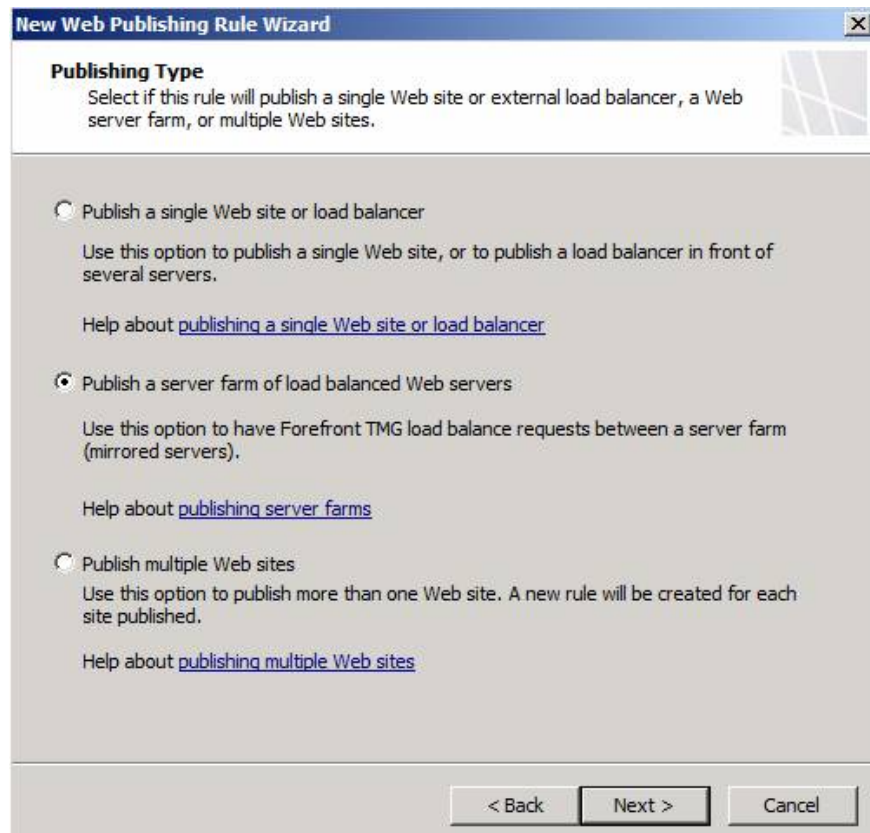 New Web Publishing Rule Wizard
Publishing Type
Select if this rule will publish a single Web site or external load balancer, a Web
server farm, or multiple Web sites.
Publish a single Web site or load balancer
Use this option to publish a single Web site, or to publish a load balancer in front of
several servers.
Help about publishing a single Web site or load balancer
Publish a server farm of load balanced Web servers
Use this option to have Forefront TMG load balance requests between a server farm
(mirrored servers).
Help about publishing server farms
Publish multiple Web sites
Use this option to publish more than one Web site. A new rule will be created for each
site published.
Help about publishing multiple Web sites
< Back Next > Cancel